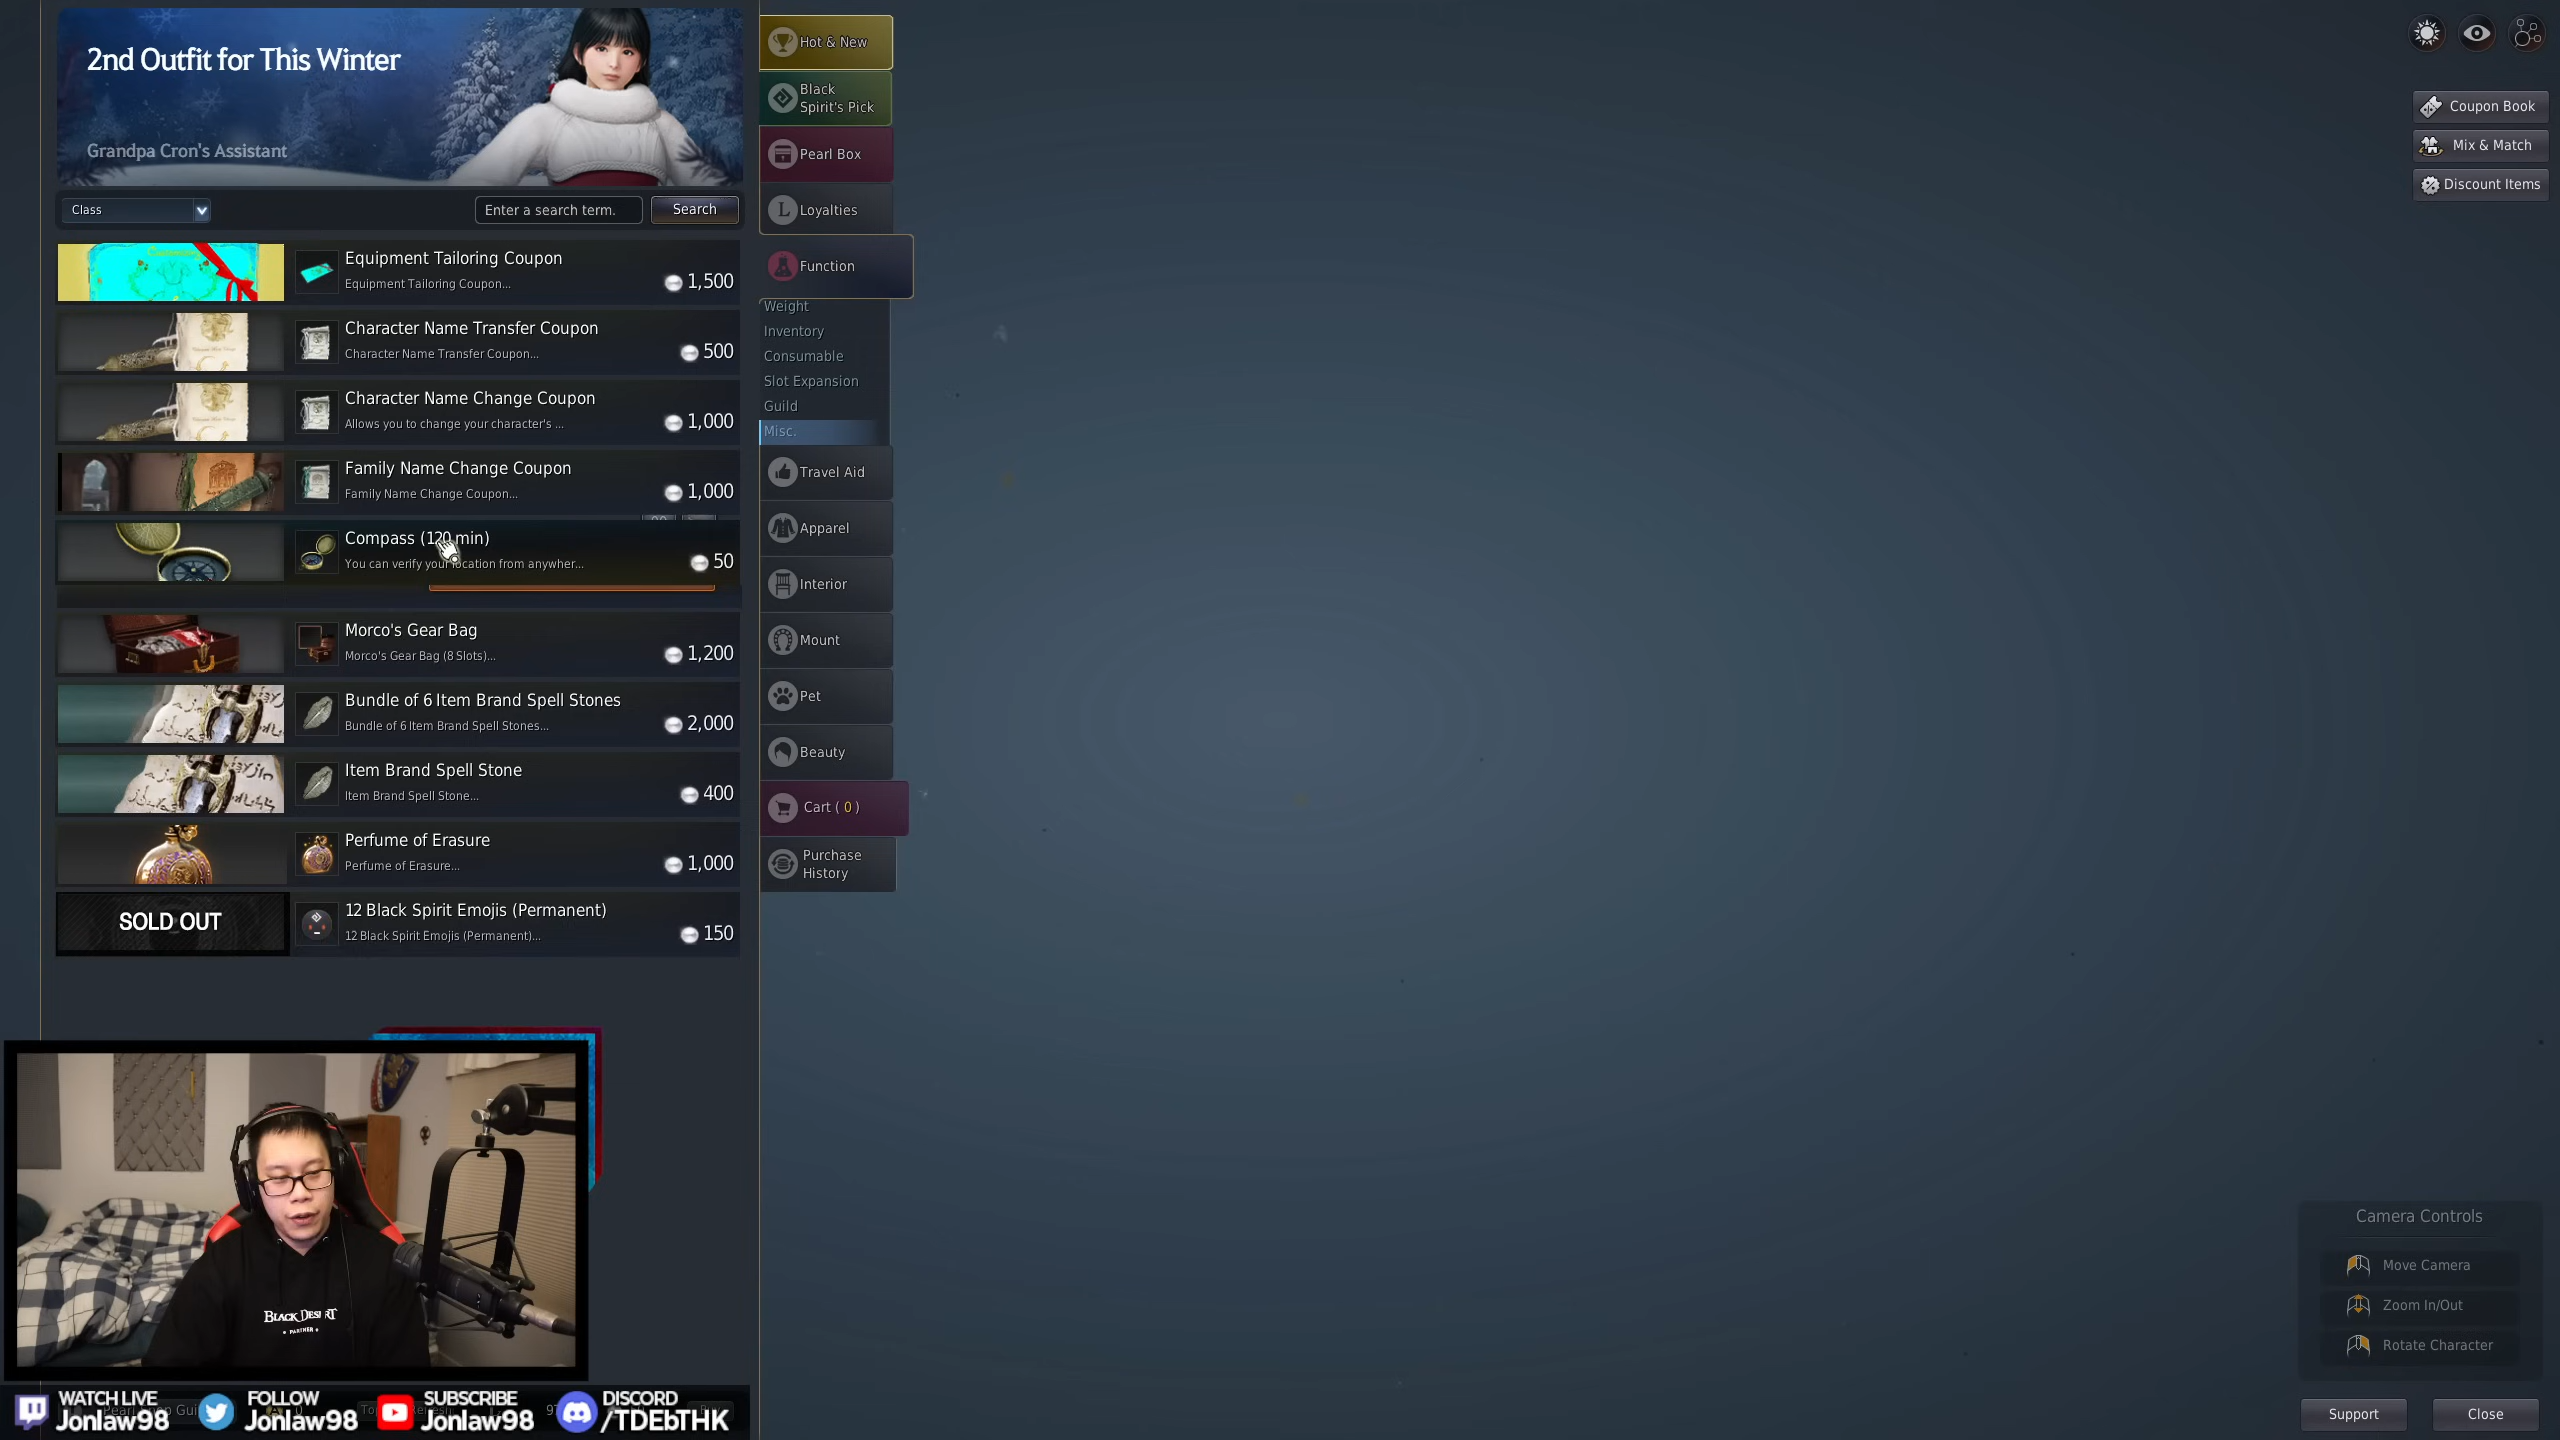 2nd Outfit for This Winter
Grandpa Cron's Assistant
Class
Enter a search term.
Search
Equipment Tailoring Coupon
Equipment Tailoring Coupon...
1,500
Character Name Transfer Coupon
Character Name Transfer Coupon...
500
Character Name Change Coupon
Allows you to change your character's ...
1,000
Family Name Change Coupon
Family Name Change Coupon...
1,000
Compass (120 min)
You can verify your location from anywher...
50
Morco's Gear Bag
Morco's Gear Bag (8 Slots)...
1,200
Bundle of 6 Item Brand Spell Stones
Bundle of 6 Item Brand Spell Stones...
2,000
Item Brand Spell Stone
Item Brand Spell Stone...
400
Perfume of Erasure
Perfume of Erasure...
1,000
SOLD OUT
12 Black Spirit Emojis (Permanent)
12 Black Spirit Emojis (Permanent)...
150
Hot & New
Black
Spirit's Pick
Pearl Box
Loyalties
Function
Weight
Inventory
Consumable
Slot Expansion
Guild
Misc.
Travel Aid
Apparel
Interior
Mount
Pet
Beauty
Cart ( 0 )
Purchase
History
Coupon Book
Mix & Match
Discount Items
Camera Controls
Move Camera
Zoom In/Out
Rotate Character
Support
Close
BLACK DESERT
PARTNER
WATCH LIVE
Jonlaw98
FOLLOW
Jonlaw98
SUBSCRIBE
Jonlaw98
DISCORD
/TDEbTHK